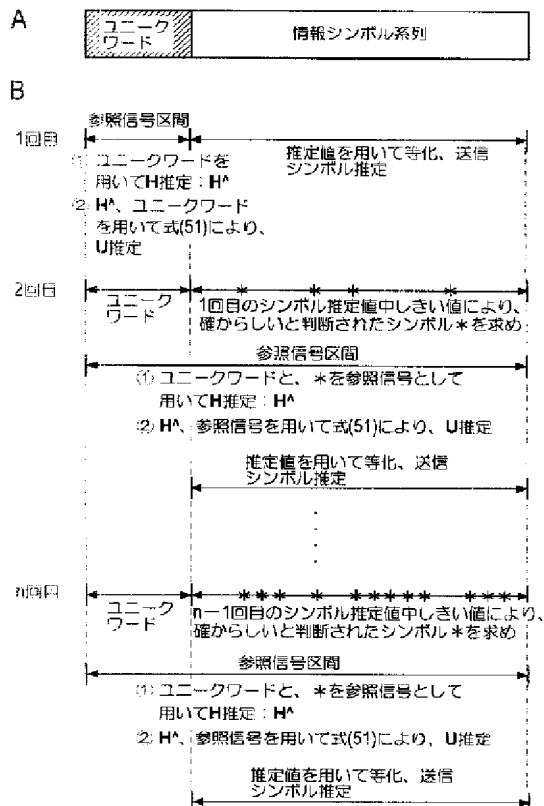 A
ユニーク
ワード
情報シンボル系列
B
参照信号区間
1回目
① ユニークワードを
用いてH推定：H^
② H^、ユニークワード
を用いて式(51)により、
U推定
推定値を用いて等化、送信
シンボル推定
2回目
* * * *
ユニーク
ワード
1回目のシンボル推定値中しきい値により、
確からしいと判断されたシンボル＊を求め
参照信号区間
① ユニークワードと、＊を参照信号として
用いてH推定：H^
② H^、参照信号を用いて式(51)により、U推定
推定値を用いて等化、送信
シンボル推定
n回目
* * * * * * * * * * * *
ユニーク
ワード
n－1回目のシンボル推定値中しきい値により、
確からしいと判断されたシンボル＊を求め
参照信号区間
① ユニークワードと、＊を参照信号として
用いてH推定：H^
② H^、参照信号を用いて式(51)により、U推定
推定値を用いて等化、送信
シンボル推定